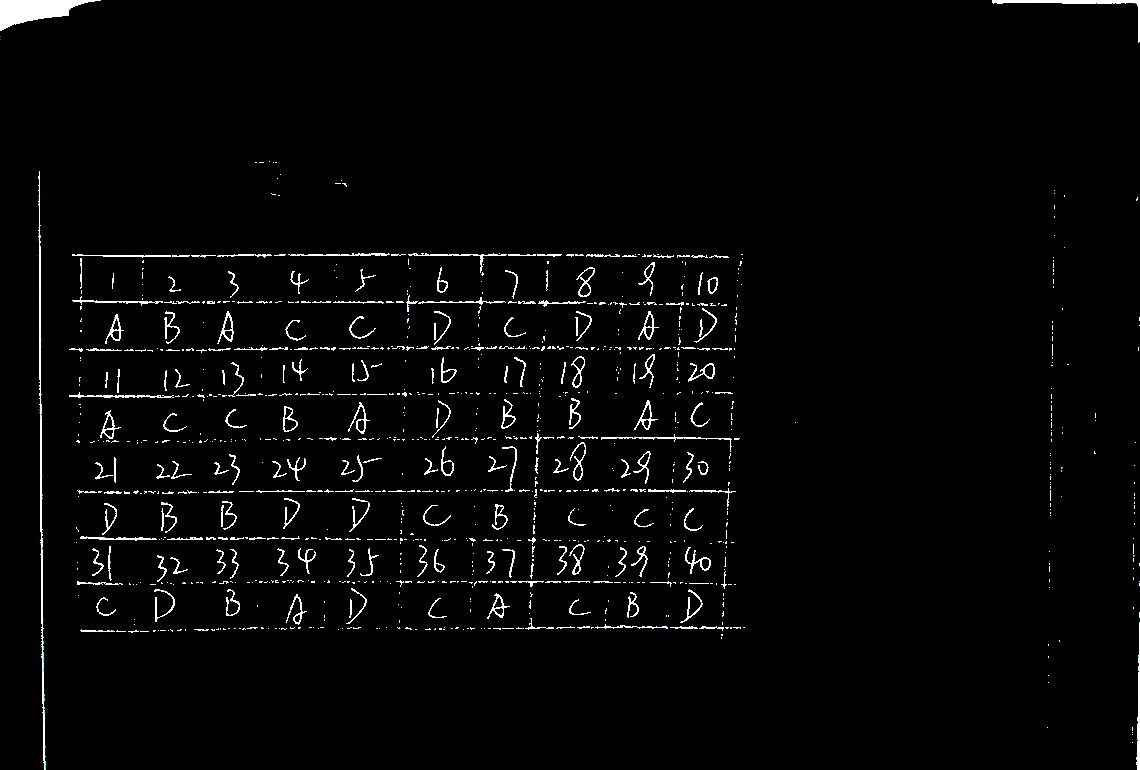 1 2 3 4 5 6 7 8 9 10
A B A C C D C D A D
11 12 13 14 15 16 17 18 19 20
A C C B A D B B A C
21 22 23 24 25 26 27 28 29 30
D B B D D C B C C C
31 32 33 34 35 36 37 38 39 40
C D B A D C A C B D